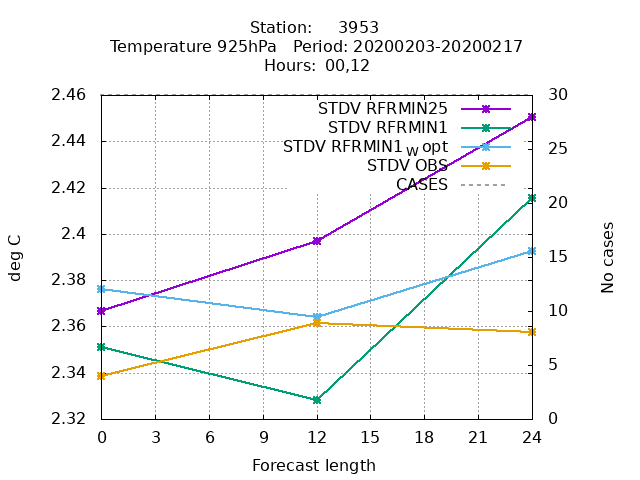 Station: 3953
Temperature 925hPa Period: 20200203-20200217
Hours: 00,12
2.46
2.44
2.42
2.4
2.38
2.36
2.34
2.32
deg C
STDV RFRMIN25
STDV RFRMIN1
STDV RFRMIN1W opt
STDV OBS
CASES
30
25
20
15
10
5
0
No cases
0 3 6 9 12 15 18 21 24
Forecast length